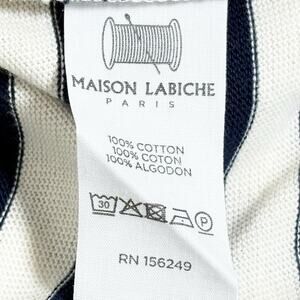 MAISON LABICHE
PARIS
100% COTTON
100% COTON
100% ALGODON
30 P
RN 156249